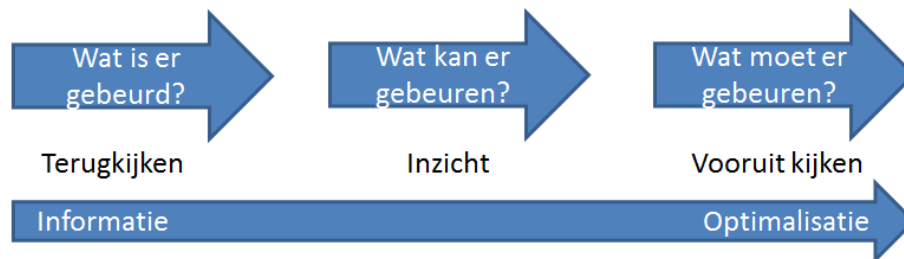 Wat is er
gebeurd?
Wat kan er
gebeuren?
Wat moet er
gebeuren?
Terugkijken
Inzicht
Vooruit kijken
Informatie
Optimalisatie